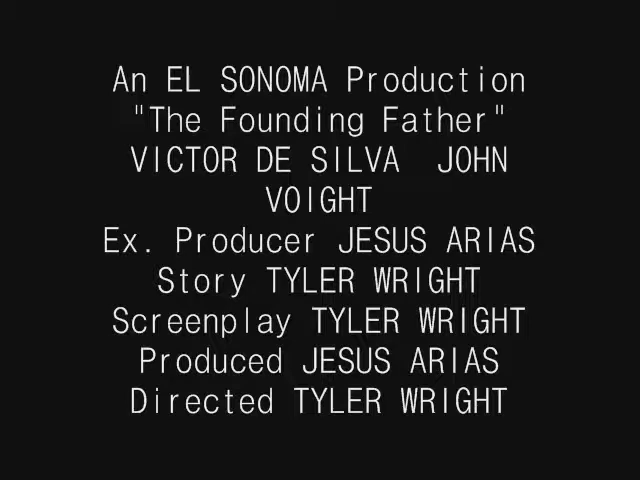 An EL SONOMA Production
"The Founding Father"
VICTOR DE SILVA  JOHN
VOIGHT
Ex. Producer JESUS ARIAS
Story TYLER WRIGHT
Screenplay TYLER WRIGHT
Produced JESUS ARIAS
Directed TYLER WRIGHT